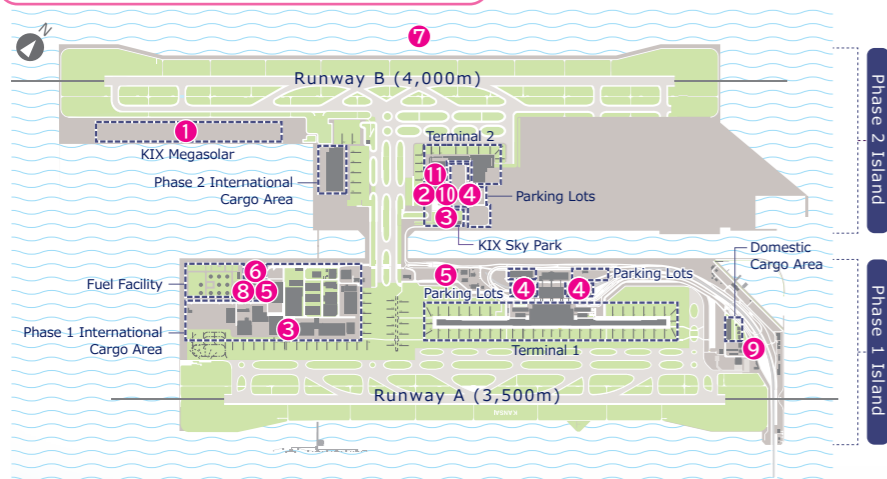 N
7
Runway B (4,000m)
1
KIX Megasolar
Terminal 2
Phase 2 International
Cargo Area
11
2
10
4
Parking Lots
3
KIX Sky Park
Phase 2 Island
Domestic
Cargo Area
Fuel Facility
6
8
5
5
Parking Lots
4
4
Parking Lots
3
Phase 1 International
Cargo Area
Terminal 1
9
Runway A (3,500m)
Phase 1 Island